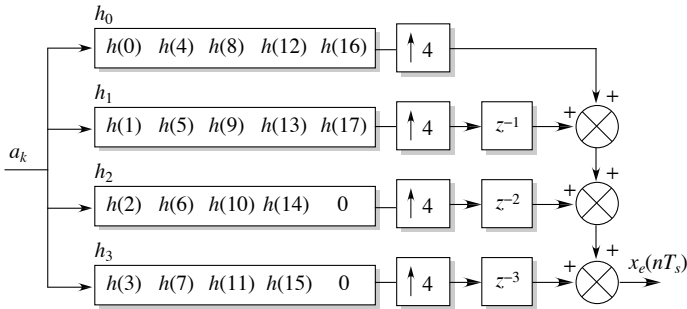 h₀
h(0) h(4) h(8) h(12) h(16) ↑ 4
+
h₁
+
h(1) h(5) h(9) h(13) h(17) ↑ 4 z⁻¹ +
aₖ
h₂
+
h(2) h(6) h(10) h(14) 0 ↑ 4 z⁻² +
h₃
+
h(3) h(7) h(11) h(15) 0 ↑ 4 z⁻³ + xₑ(nTₛ)